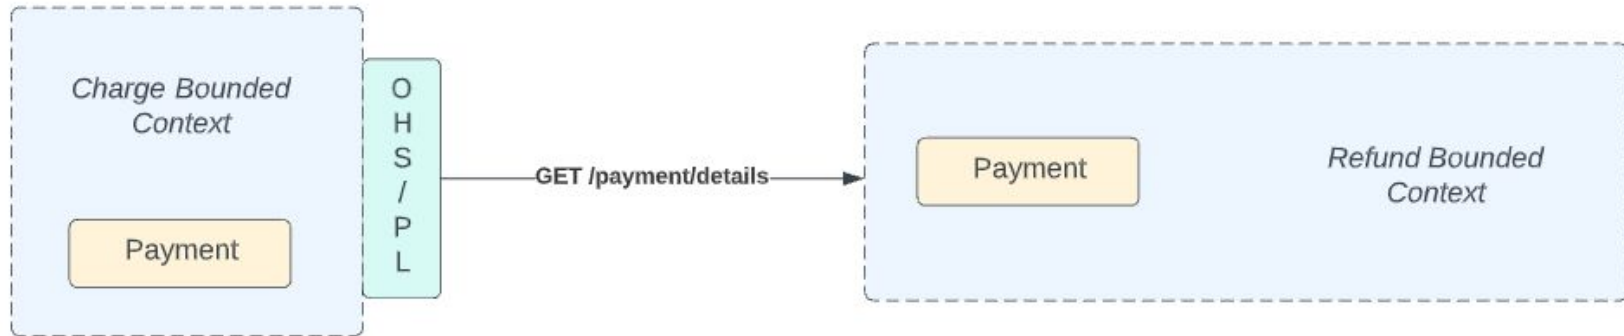 Charge Bounded
Context
Payment
O
H
S
/
P
L
GET /payment/details
Payment
Refund Bounded
Context